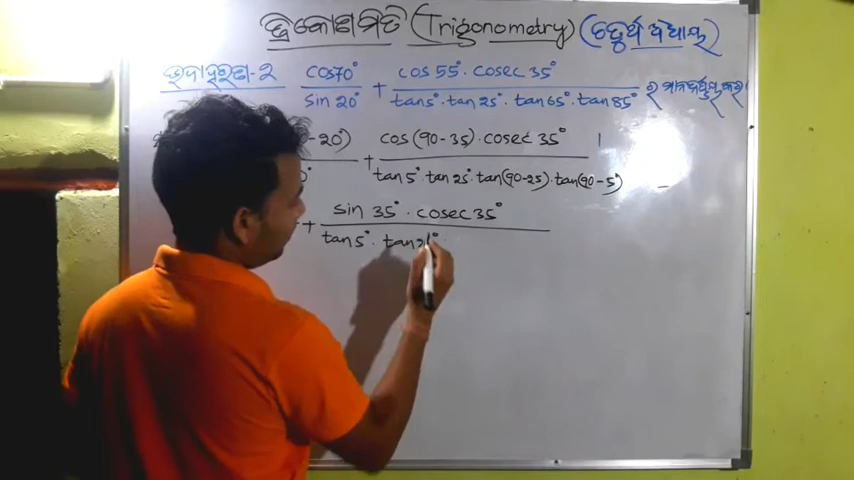 ତ୍ରିକୋଣମିତି (Trigonometry) (ଚତୁର୍ଥ ଅଧ୍ୟାୟ)
ଉଦାହରଣ-୨ cos70°/sin 20° + cos 55° · cosec 35°/tan5° · tan 25° · tan 65° · tan 85° ର ମାନ ନିର୍ଣ୍ଣୟ କର।
- 20°) + cos(90-35) · cosec 35°/tan 5° · tan 25° · tan(90-25) · tan(90-5°)
+ sin 35° · cosec 35°/tan 5° · tan